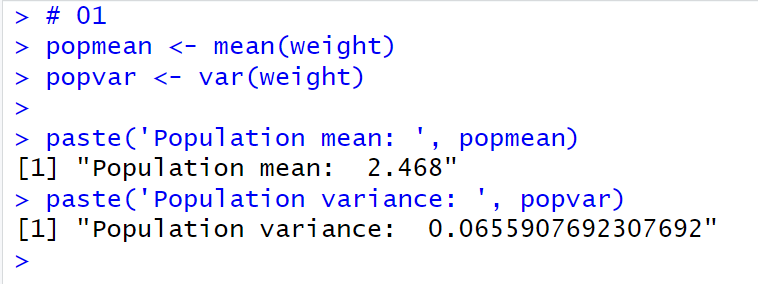 > # 01
> popmean <- mean(weight)
> popvar <- var(weight)
>
> paste('Population mean: ', popmean)
[1] "Population mean:  2.468"
> paste('Population variance: ', popvar)
[1] "Population variance:  0.0655907692307692"
>